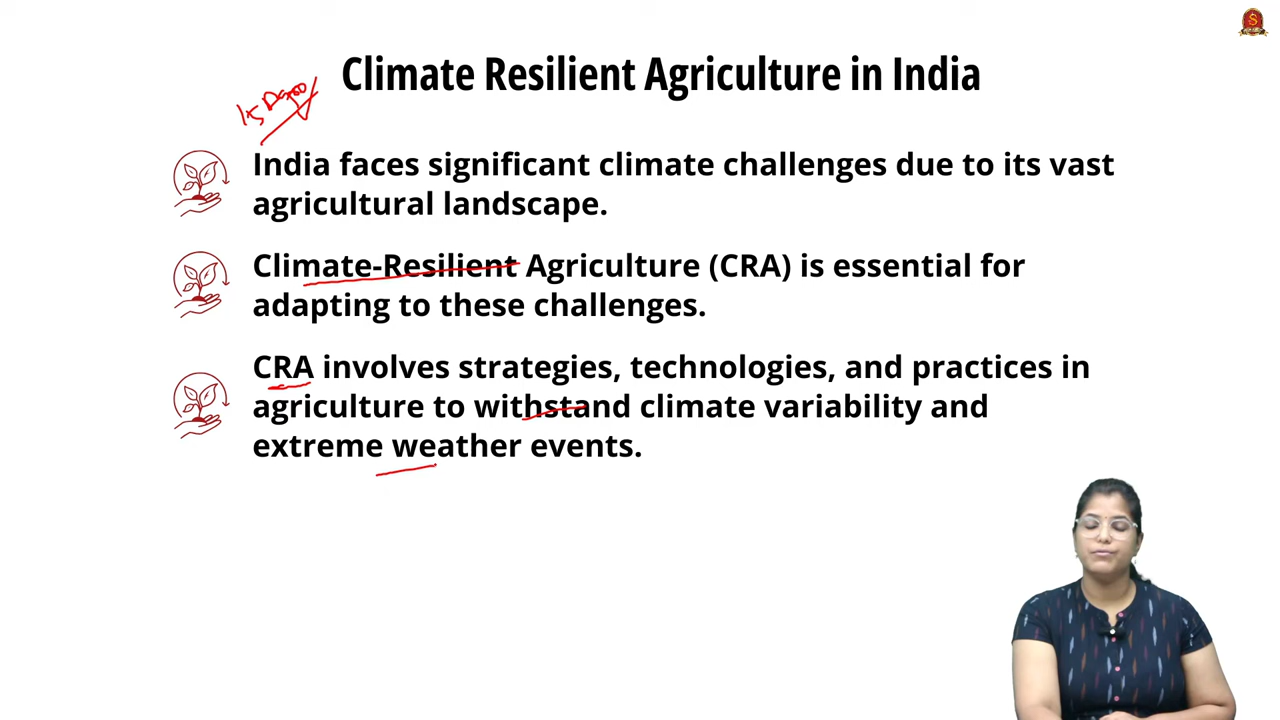 Climate Resilient Agriculture in India
India faces significant climate challenges due to its vast
agricultural landscape.
Climate-Resilient Agriculture (CRA) is essential for
adapting to these challenges.
CRA involves strategies, technologies, and practices in
agriculture to withstand climate variability and
extreme weather events.